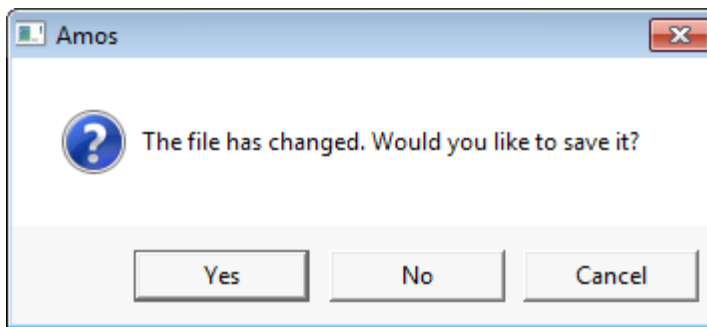 Amos
The file has changed. Would you like to save it?
Yes No Cancel